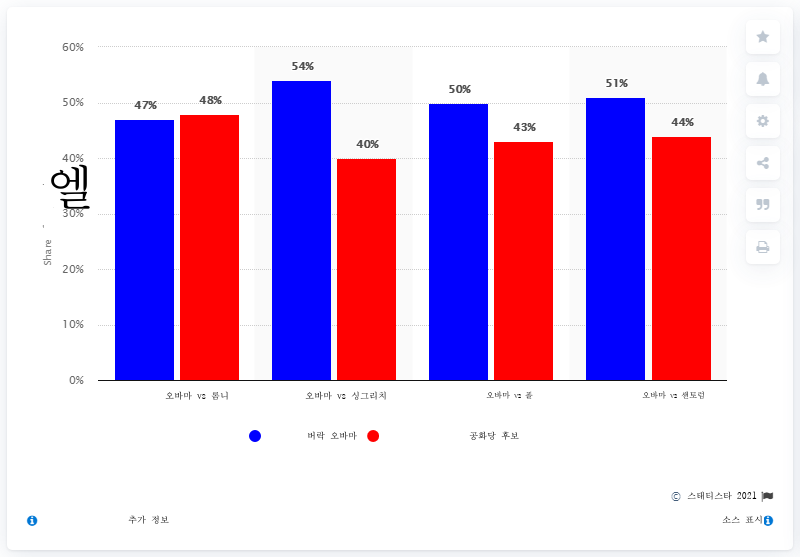 60%
54%
51%
50%
50%
48%
47%
44%
43%
40%
40%
엘
30%
Share
20%
10%
0%
오바마 vs 롬니
오바마 vs 싱그리치
오바마 vs 폴
오바마 vs 샌토럼
버락 오바마
공화당 후보
© 스태티스타 2021
추가 정보
소스 표시